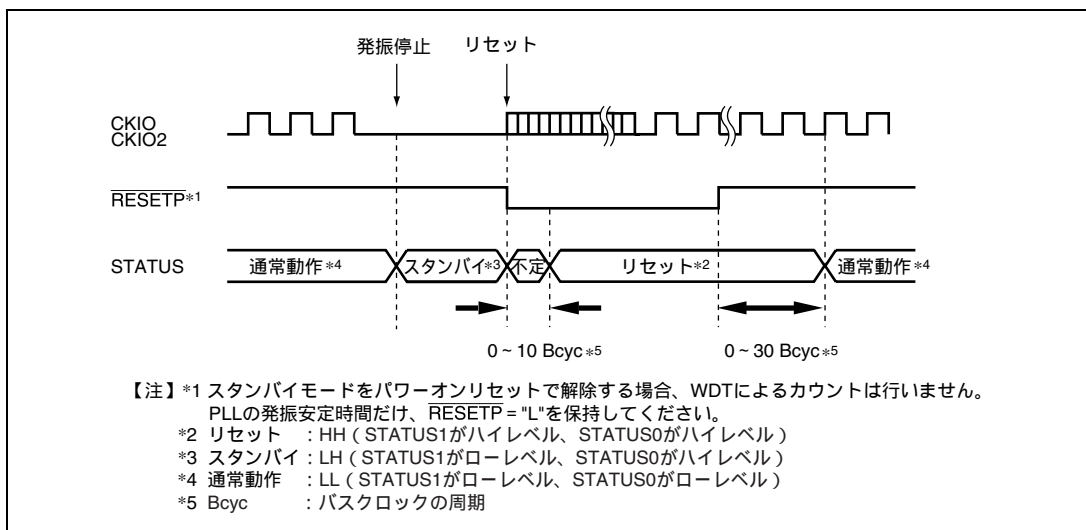 発振停止 リセット
CKIO
CKIO2
RESETP*1
STATUS 通常動作*4 スタンバイ*3 不定 リセット*2 通常動作*4
0 ~ 10 Bcyc*5 0 ~ 30 Bcyc*5
【注】*1 スタンバイモードをパワーオンリセットで解除する場合、WDTによるカウントは行いません。
PLLの発振安定時間だけ、RESETP = "L"を保持してください。
*2 リセット : HH ( STATUS1がハイレベル、STATUS0がハイレベル )
*3 スタンバイ : LH ( STATUS1がローレベル、STATUS0がハイレベル )
*4 通常動作 : LL ( STATUS1がローレベル、STATUS0がローレベル )
*5 Bcyc : バスクロックの周期